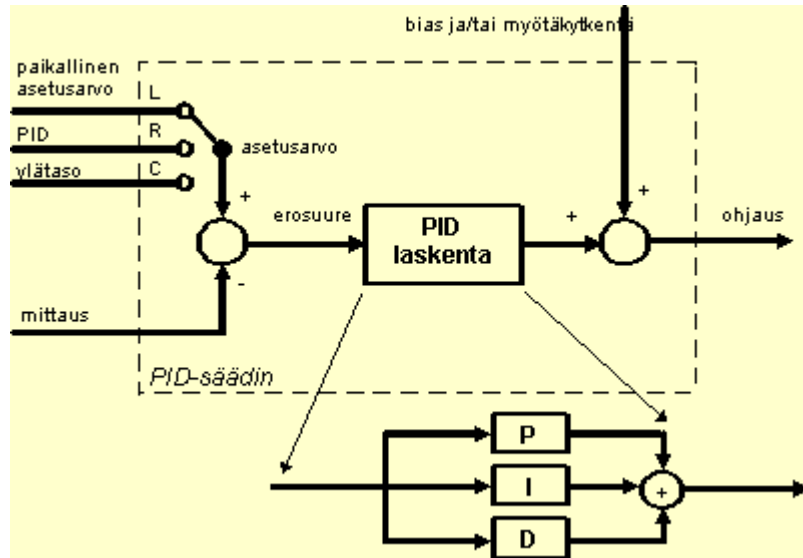 bias ja/tai myötäkytkentä
paikallinen
asetusarvo
L
PID
R
asetusarvo
ylätaso
C
+
+
erosuure
PID
laskenta
+
ohjaus
-
mittaus
PID-säädin
P
I
+
D